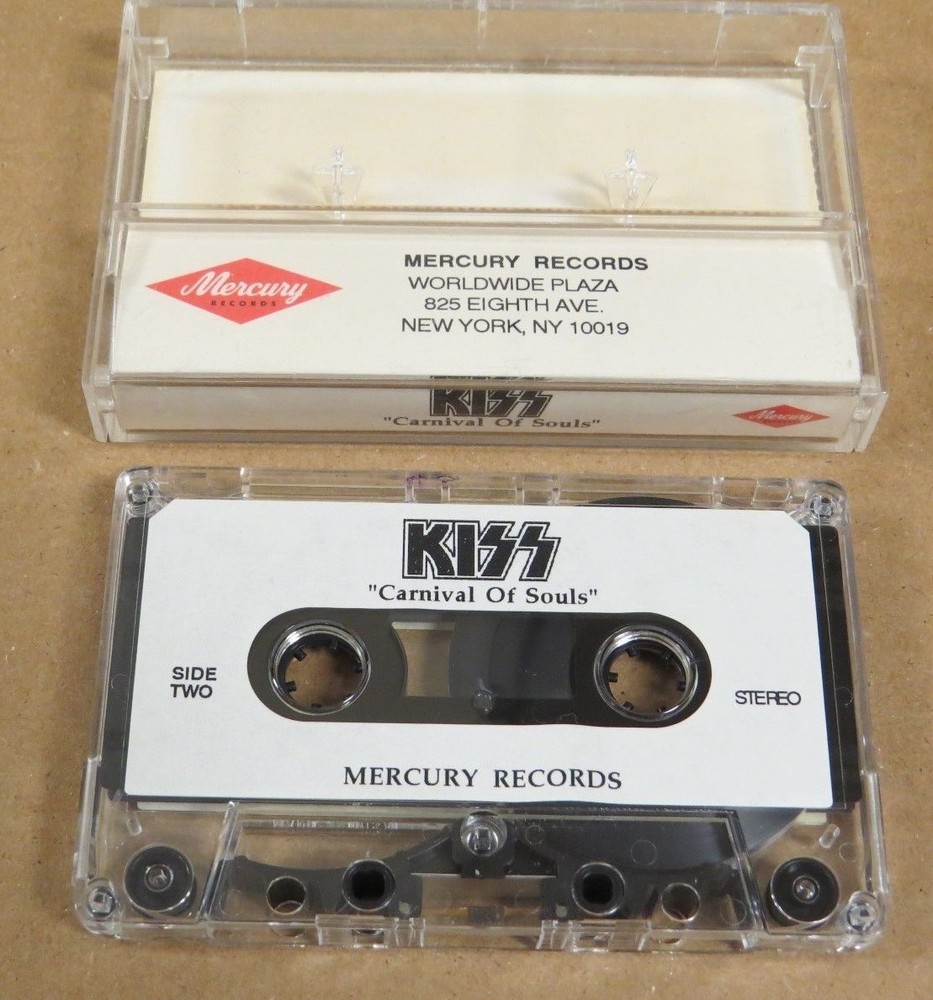 Mercury
RECORDS
MERCURY RECORDS
WORLDWIDE PLAZA
825 EIGHTH AVE.
NEW YORK, NY 10019
KISS
"Carnival Of Souls"
Mercury
KISS
"Carnival Of Souls"
SIDE
TWO
STEREO
MERCURY RECORDS